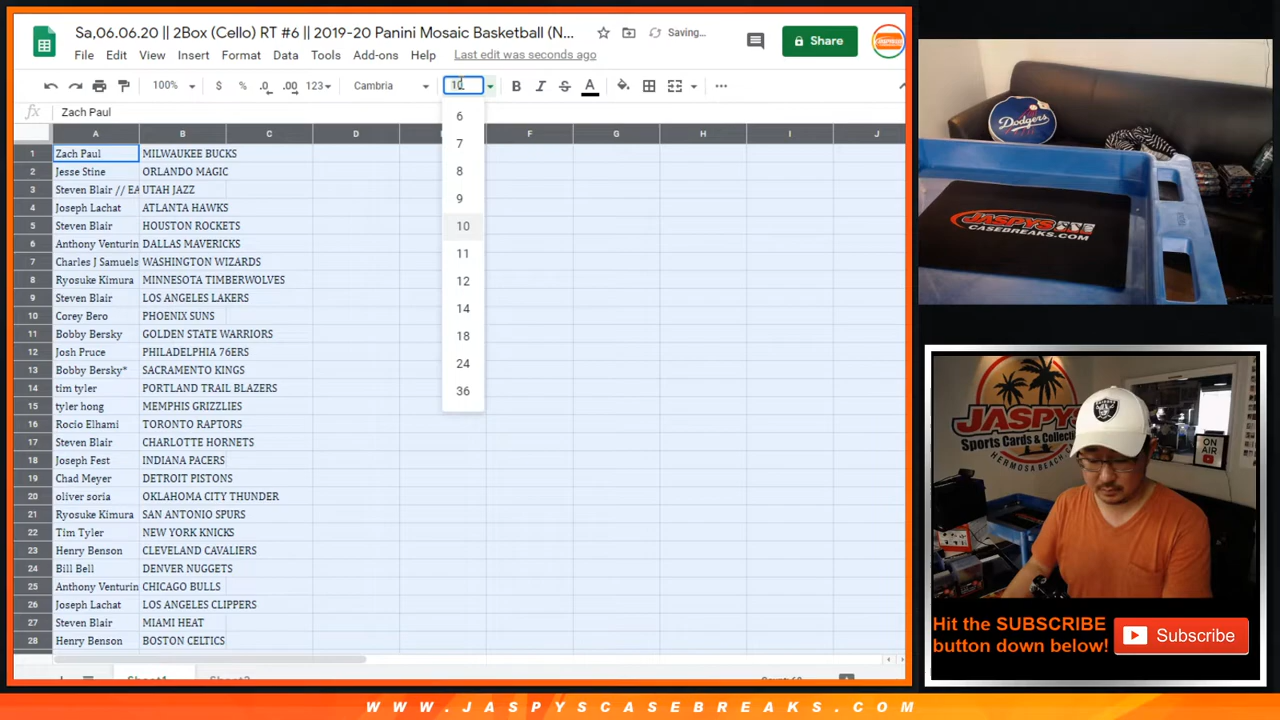 Sa,06.06.20 || 2Box (Cello) RT #6 || 2019-20 Panini Mosaic Basketball (N...
Saving...
Share
File Edit View Insert Format Data Tools Add-ons Help Last edit was seconds ago
100% $ % .0 .00 123 Cambria 10 B I S A
fx Zach Paul
A B C D F G H I J
1 Zach Paul MILWAUKEE BUCKS
2 Jesse Stine ORLANDO MAGIC
3 Steven Blair // EA UTAH JAZZ
4 Joseph Lachat ATLANTA HAWKS
5 Steven Blair HOUSTON ROCKETS
6 Anthony Venturin DALLAS MAVERICKS
7 Charles J Samuels WASHINGTON WIZARDS
8 Ryosuke Kimura MINNESOTA TIMBERWOLVES
9 Steven Blair LOS ANGELES LAKERS
10 Corey Bero PHOENIX SUNS
11 Bobby Bersky GOLDEN STATE WARRIORS
12 Josh Pruce PHILADELPHIA 76ERS
13 Bobby Bersky* SACRAMENTO KINGS
14 tim tyler PORTLAND TRAIL BLAZERS
15 tyler hong MEMPHIS GRIZZLIES
16 Rocio Elhami TORONTO RAPTORS
17 Steven Blair CHARLOTTE HORNETS
18 Joseph Fest INDIANA PACERS
19 Chad Meyer DETROIT PISTONS
20 oliver soria OKLAHOMA CITY THUNDER
21 Ryosuke Kimura SAN ANTONIO SPURS
22 Tim Tyler NEW YORK KNICKS
23 Henry Benson CLEVELAND CAVALIERS
24 Bill Bell DENVER NUGGETS
25 Anthony Venturin CHICAGO BULLS
26 Joseph Lachat LOS ANGELES CLIPPERS
27 Steven Blair MIAMI HEAT
28 Henry Benson BOSTON CELTICS
6
7
8
9
10
11
12
14
18
24
36
Dodgers
JASPYS
CASEBREAKS.COM
JASPYS
Sports Cards & Collectib
HERMOSA BEACH
RAIDERS
ON
AIR
Hit the SUBSCRIBE
button down below!
Subscribe
WWW.JASPYSCASEBREAKS.COM